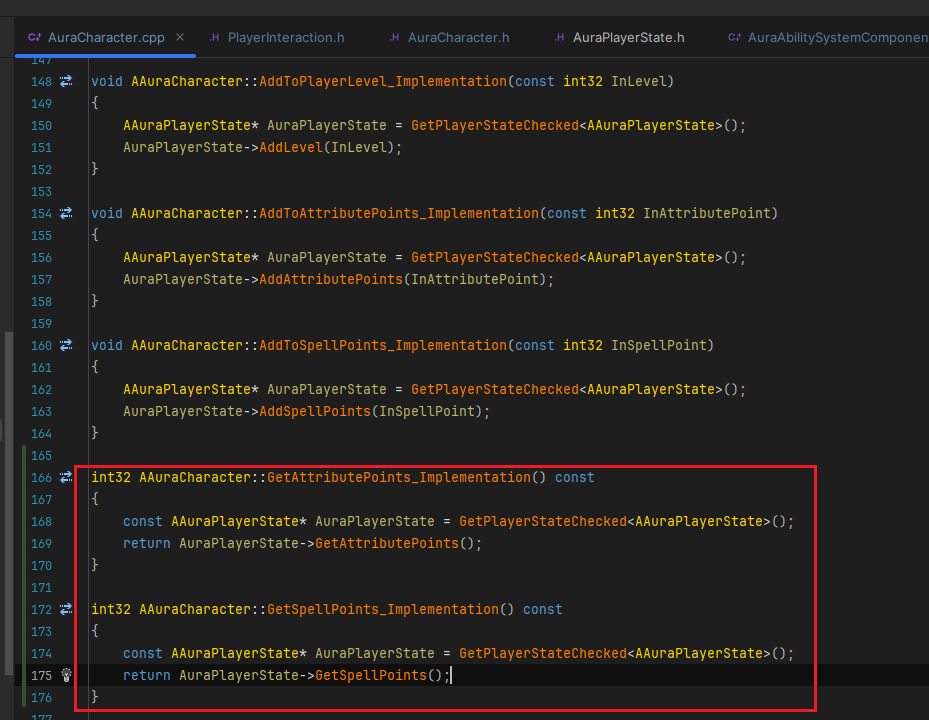 C++ AuraCharacter.cpp × .H PlayerInteraction.h .H AuraCharacter.h .H AuraPlayerState.h C++ AuraAbilitySystemComponen
147
148 void AAuraCharacter::AddToPlayerLevel_Implementation(const int32 InLevel)
149 {
150 AAuraPlayerState* AuraPlayerState = GetPlayerStateChecked<AAuraPlayerState>();
151 AuraPlayerState->AddLevel(InLevel);
152 }
153
154 void AAuraCharacter::AddToAttributePoints_Implementation(const int32 InAttributePoint)
155 {
156 AAuraPlayerState* AuraPlayerState = GetPlayerStateChecked<AAuraPlayerState>();
157 AuraPlayerState->AddAttributePoints(InAttributePoint);
158 }
159
160 void AAuraCharacter::AddToSpellPoints_Implementation(const int32 InSpellPoint)
161 {
162 AAuraPlayerState* AuraPlayerState = GetPlayerStateChecked<AAuraPlayerState>();
163 AuraPlayerState->AddSpellPoints(InSpellPoint);
164 }
165
166 int32 AAuraCharacter::GetAttributePoints_Implementation() const
167 {
168 const AAuraPlayerState* AuraPlayerState = GetPlayerStateChecked<AAuraPlayerState>();
169 return AuraPlayerState->GetAttributePoints();
170 }
171
172 int32 AAuraCharacter::GetSpellPoints_Implementation() const
173 {
174 const AAuraPlayerState* AuraPlayerState = GetPlayerStateChecked<AAuraPlayerState>();
175 return AuraPlayerState->GetSpellPoints();
176 }
177